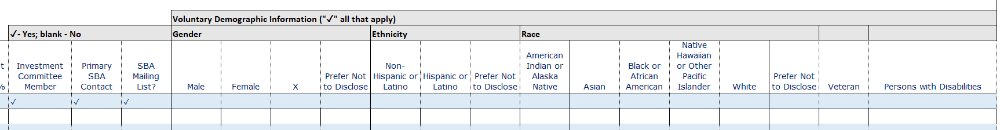 Voluntary Demographic Information ("✓" all that apply)
✓- Yes; blank - No
Gender
Ethnicity
Race
Investment Committee Member
Primary SBA Contact
SBA Mailing List?
Male
Female
X
Prefer Not to Disclose
Non-Hispanic or Latino
Hispanic or Latino
Prefer Not to Disclose
American Indian or Alaska Native
Asian
Black or African American
Native Hawaiian or Other Pacific Islander
White
Prefer Not to Disclose
Veteran
Persons with Disabilities
✓ ✓ ✓